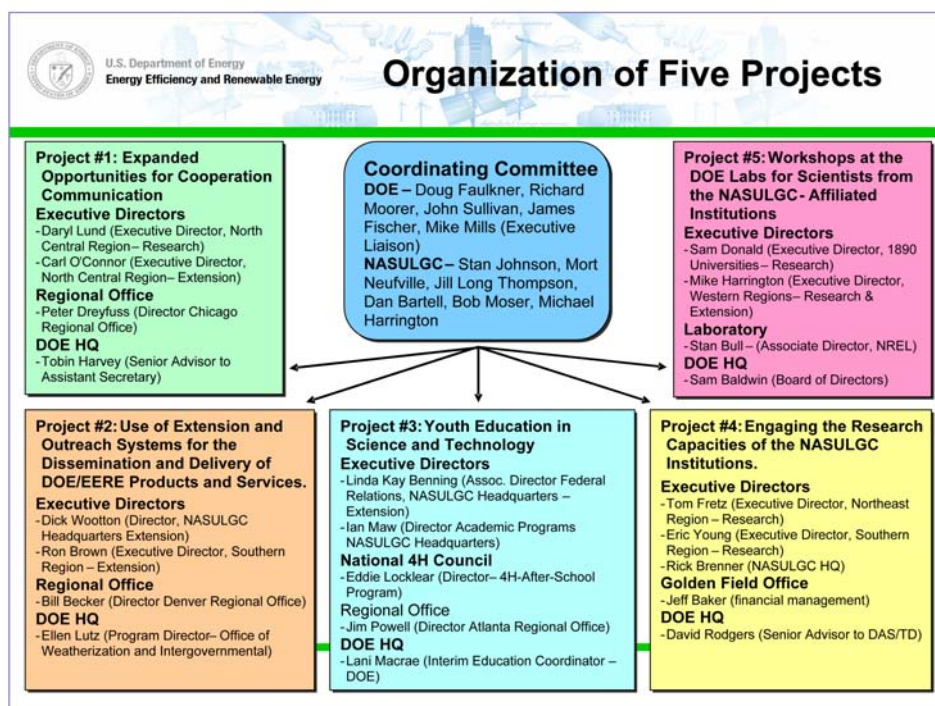 U.S. Department of Energy
Energy Efficiency and Renewable Energy
Organization of Five Projects
Project #1: Expanded
Opportunities for Cooperation
Communication
Executive Directors
-Daryl Lund (Executive Director, North
Central Region– Research)
-Carl O'Connor (Executive Director,
North Central Region– Extension)
Regional Office
-Peter Dreyfuss (Director Chicago
Regional Office)
DOE HQ
-Tobin Harvey (Senior Advisor to
Assistant Secretary)
Coordinating Committee
DOE – Doug Faulkner, Richard
Moorer, John Sullivan, James
Fischer, Mike Mills (Executive
Liaison)
NASULGC – Stan Johnson, Mort
Neufville, Jill Long Thompson,
Dan Bartell, Bob Moser, Michael
Harrington
Project #5: Workshops at the
DOE Labs for Scientists from
the NASULGC- Affiliated
Institutions
Executive Directors
-Sam Donald (Executive Director, 1890
Universities – Research)
-Mike Harrington (Executive Director,
Western Regions– Research &
Extension)
Laboratory
-Stan Bull – (Associate Director, NREL)
DOE HQ
-Sam Baldwin (Board of Directors)
Project #2: Use of Extension and
Outreach Systems for the
Dissemination and Delivery of
DOE/EERE Products and Services.
Executive Directors
-Dick Wootton (Director, NASULGC
Headquarters Extension)
-Ron Brown (Executive Director, Southern
Region – Extension)
Regional Office
-Bill Becker (Director Denver Regional Office)
DOE HQ
-Ellen Lutz (Program Director– Office of
Weatherization and Intergovernmental)
Project #3: Youth Education in
Science and Technology
Executive Directors
-Linda Kay Benning (Assoc. Director Federal
Relations, NASULGC Headquarters –
Extension)
-Ian Maw (Director Academic Programs
NASULGC Headquarters)
National 4H Council
-Eddie Locklear (Director– 4H-After-School
Program)
Regional Office
-Jim Powell (Director Atlanta Regional Office)
DOE HQ
-Lani Macrae (Interim Education Coordinator –
DOE)
Project #4: Engaging the Research
Capacities of the NASULGC
Institutions.
Executive Directors
-Tom Fretz (Executive Director, Northeast
Region – Research)
-Eric Young (Executive Director, Southern
Region – Research)
-Rick Brenner (NASULGC HQ)
Golden Field Office
-Jeff Baker (financial management)
DOE HQ
-David Rodgers (Senior Advisor to DAS/TD)